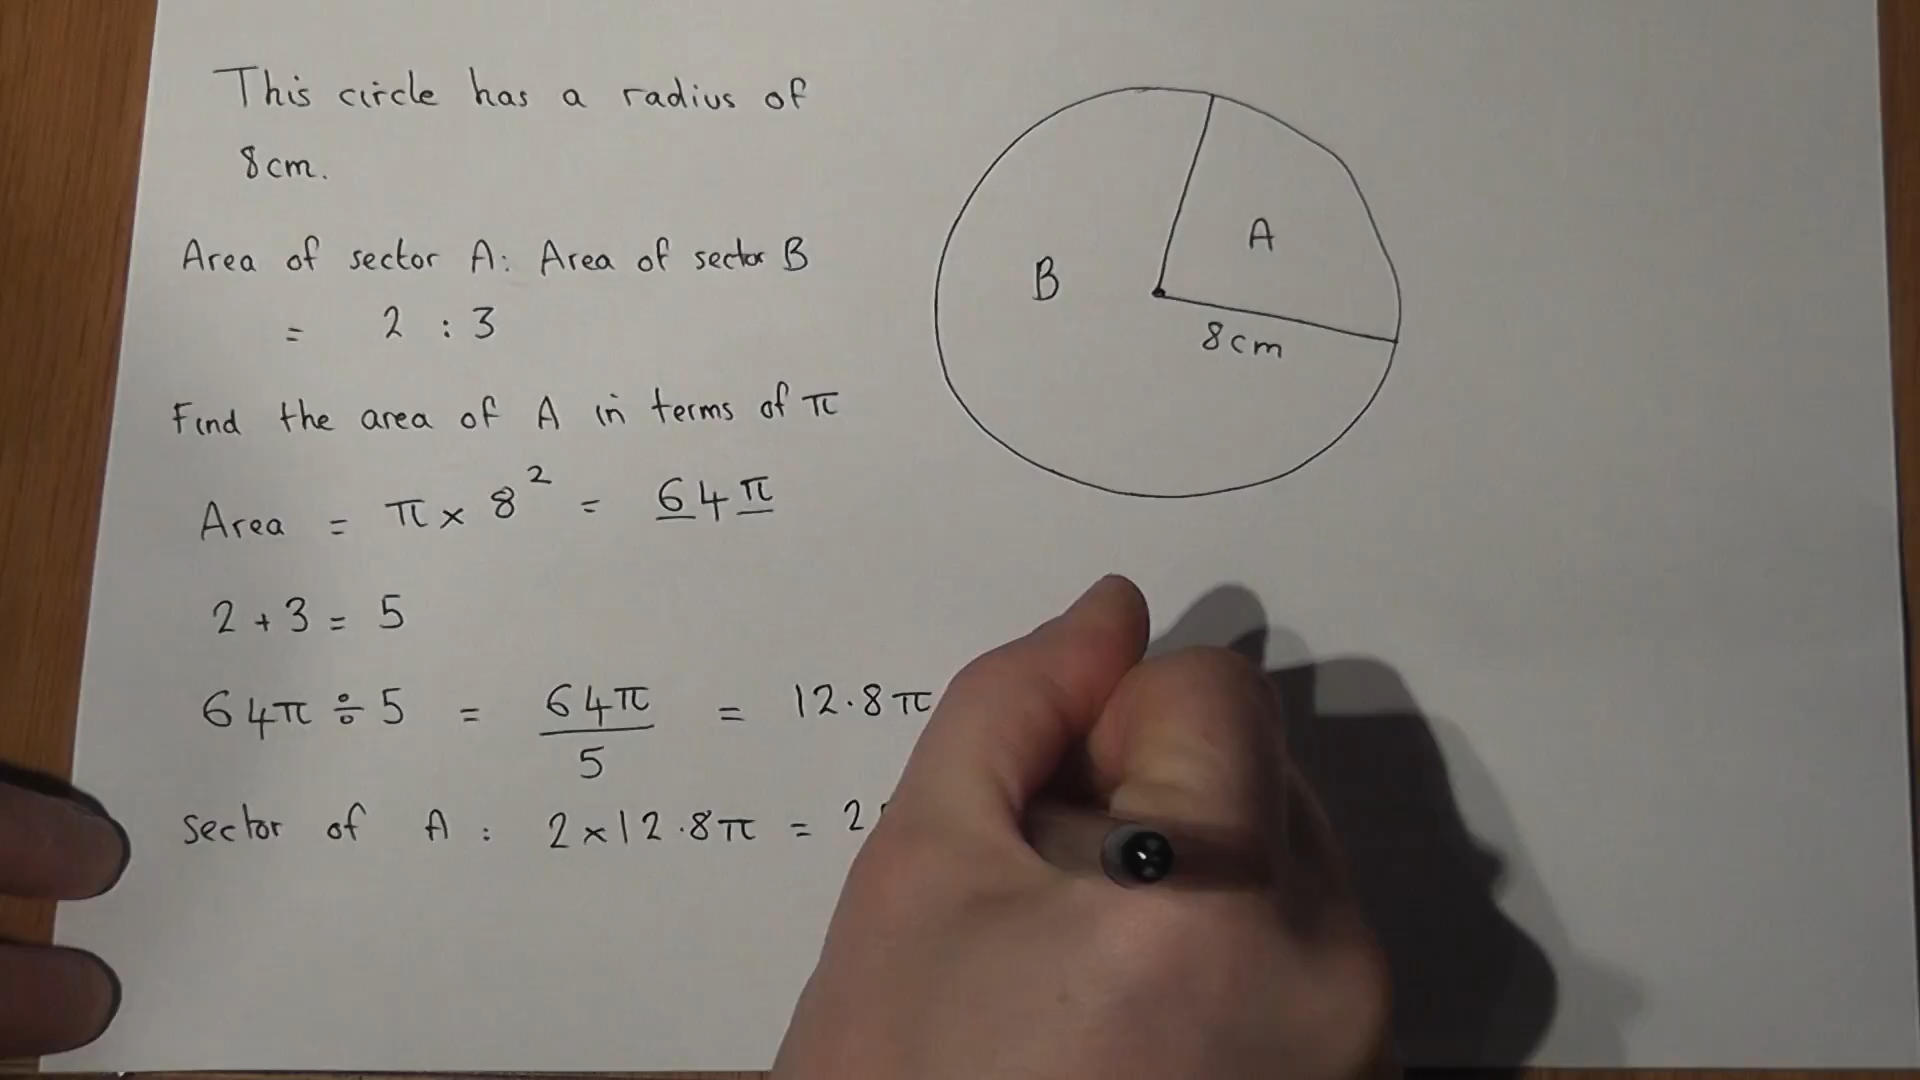 This circle has a radius of
8cm.
Area of sector A: Area of sector B
= 2 : 3
Find the area of A in terms of π
Area = π × 8² = 64π
2 + 3 = 5
64π ÷ 5 = 64π/5 = 12.8π
sector of A : 2 × 12.8π = 2
B
A
8cm